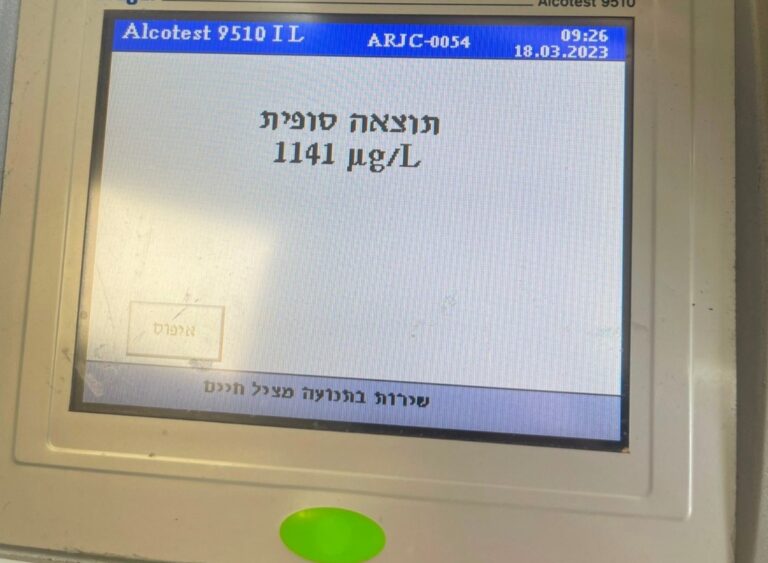 Alcotest 9510
Alcotest 9510 I L
ARJC-0054
09:26
18.03.2023
תוצאה סופית
1141 µg/L
איפוס
שירות בתנועה מציל חיים